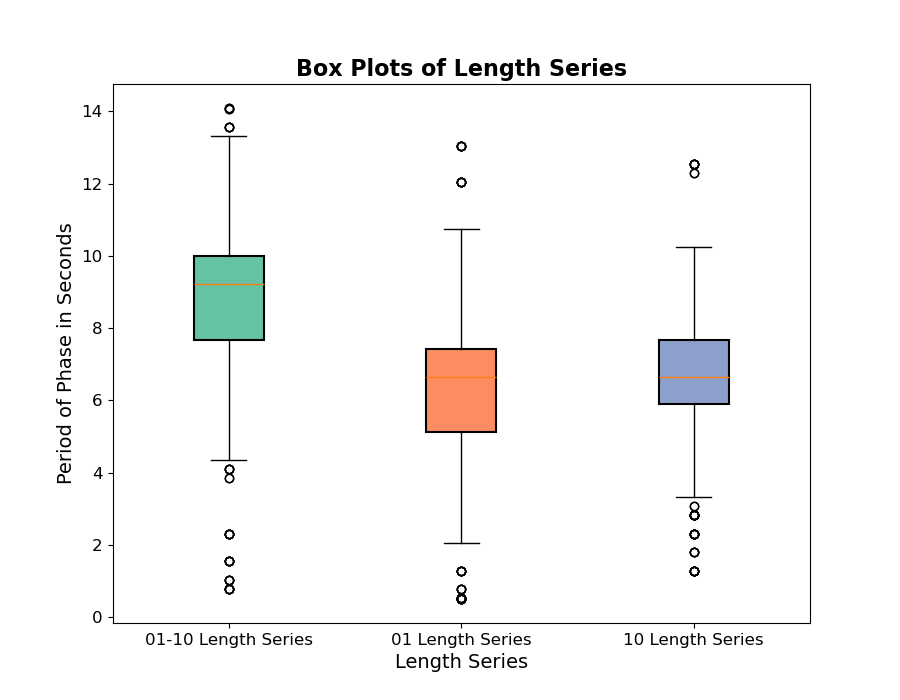 Box Plots of Length Series
Period of Phase in Seconds
14
12
10
8
6
4
2
0
01-10 Length Series
01 Length Series
10 Length Series
Length Series